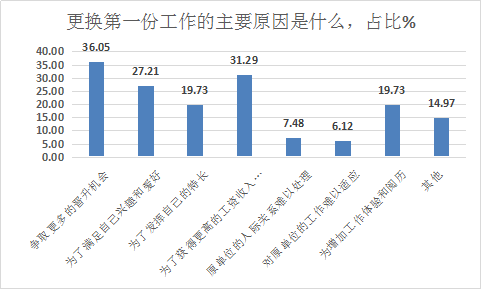 更换第一份工作的主要原因是什么，占比%
40.00
35.00
30.00
25.00
20.00
15.00
10.00
5.00
0.00
36.05
27.21
19.73
31.29
7.48
6.12
19.73
14.97
争取更多的晋升机会
为了满足自己兴趣和爱好
为了发挥自己的特长
为了获得更高的工资收入…
原单位的人际关系难以处理
对原单位的工作难以适应
为增加工作体验和阅历
其他